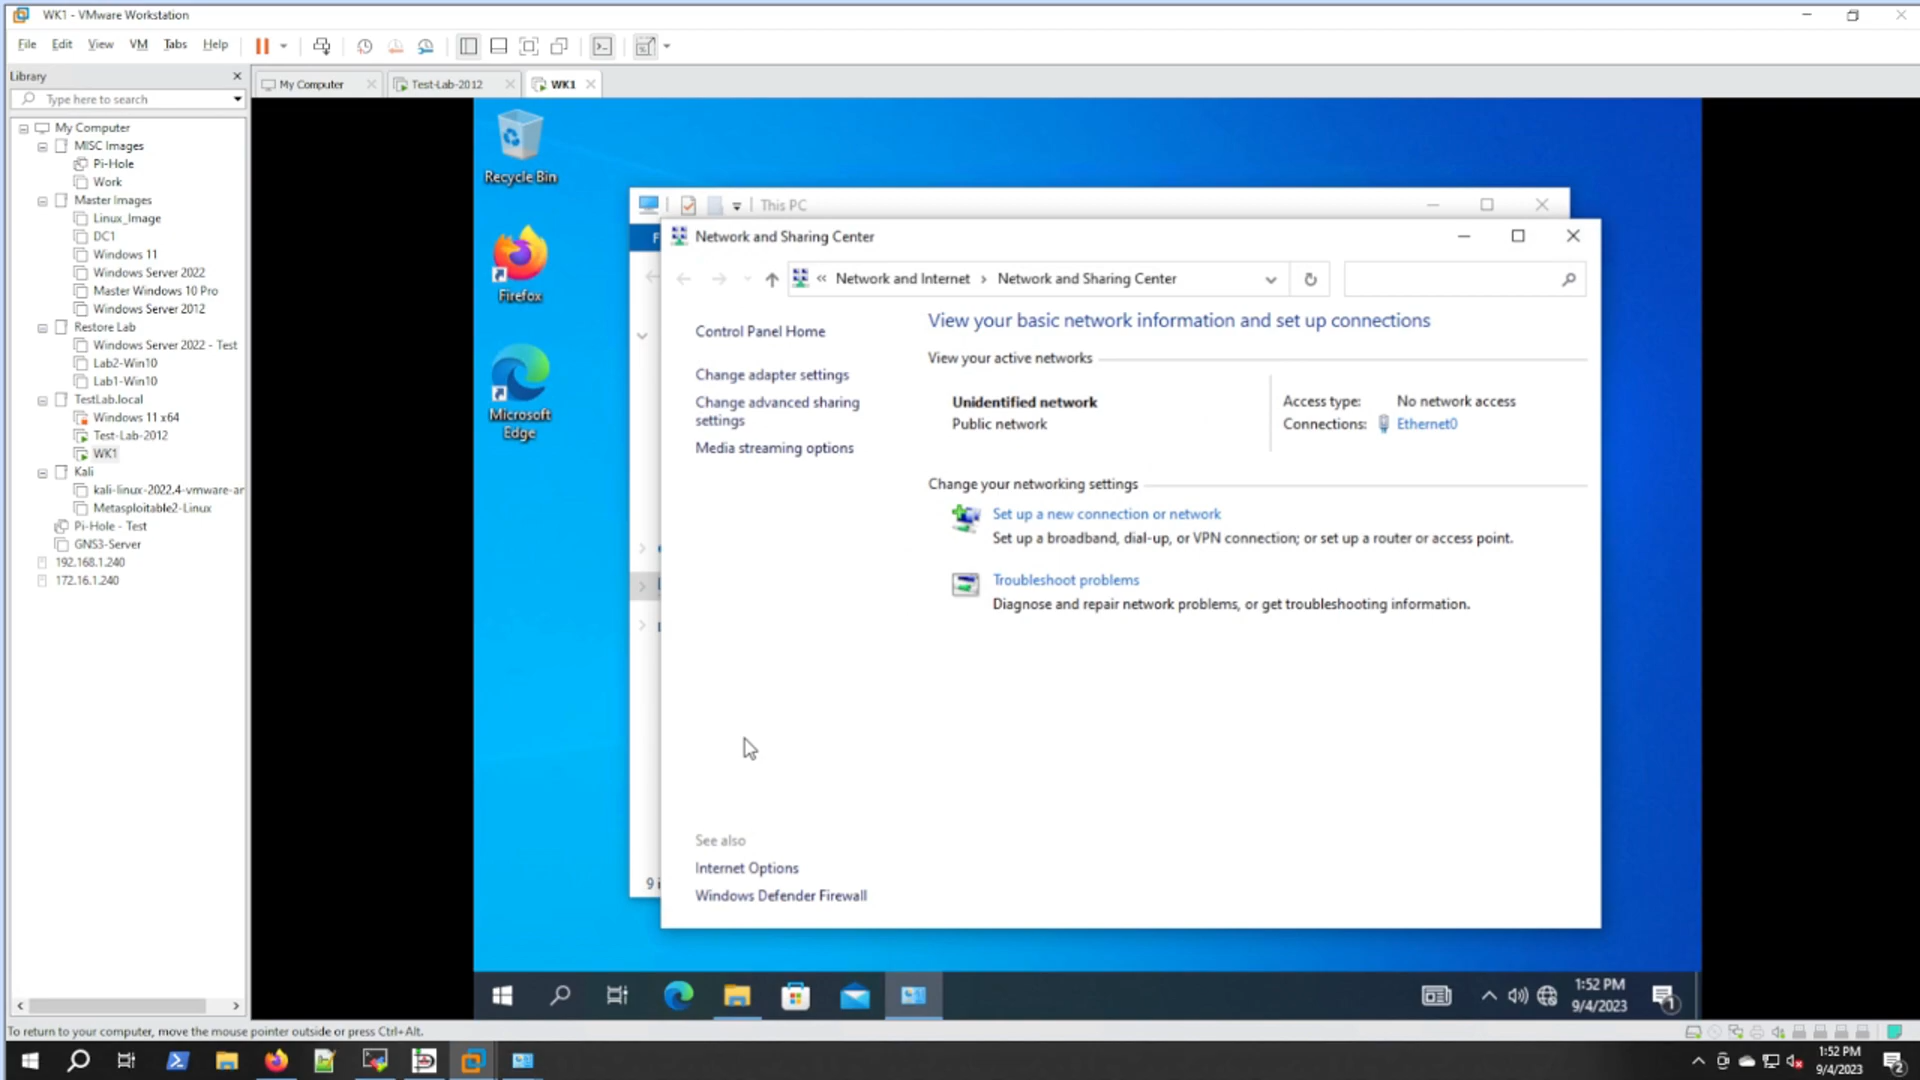 WK1 - VMware Workstation
File Edit View VM Tabs Help
Library
Type here to search
My Computer
MISC Images
Pi-Hole
Work
Master Images
Linux_Image
DC1
Windows 11
Windows Server 2022
Master Windows 10 Pro
Windows Server 2012
Restore Lab
Windows Server 2022 - Test
Lab2-Win10
Lab1-Win10
TestLab.local
Windows 11 x64
Test-Lab-2012
WK1
Kali
kali-linux-2022.4-vmware-ar
Metasploitable2-Linux
Pi-Hole - Test
GNS3-Server
192.168.1.240
172.16.1.240
My Computer
Test-Lab-2012
WK1
Recycle Bin
Firefox
Microsoft
Edge
This PC
F
9 i
Network and Sharing Center
« Network and Internet › Network and Sharing Center
Control Panel Home
Change adapter settings
Change advanced sharing
settings
Media streaming options
View your basic network information and set up connections
View your active networks
Unidentified network
Public network
Access type: No network access
Connections: Ethernet0
Change your networking settings
Set up a new connection or network
Set up a broadband, dial-up, or VPN connection; or set up a router or access point.
Troubleshoot problems
Diagnose and repair network problems, or get troubleshooting information.
See also
Internet Options
Windows Defender Firewall
1:52 PM
9/4/2023
1
To return to your computer, move the mouse pointer outside or press Ctrl+Alt.
1:52 PM
9/4/2023
2